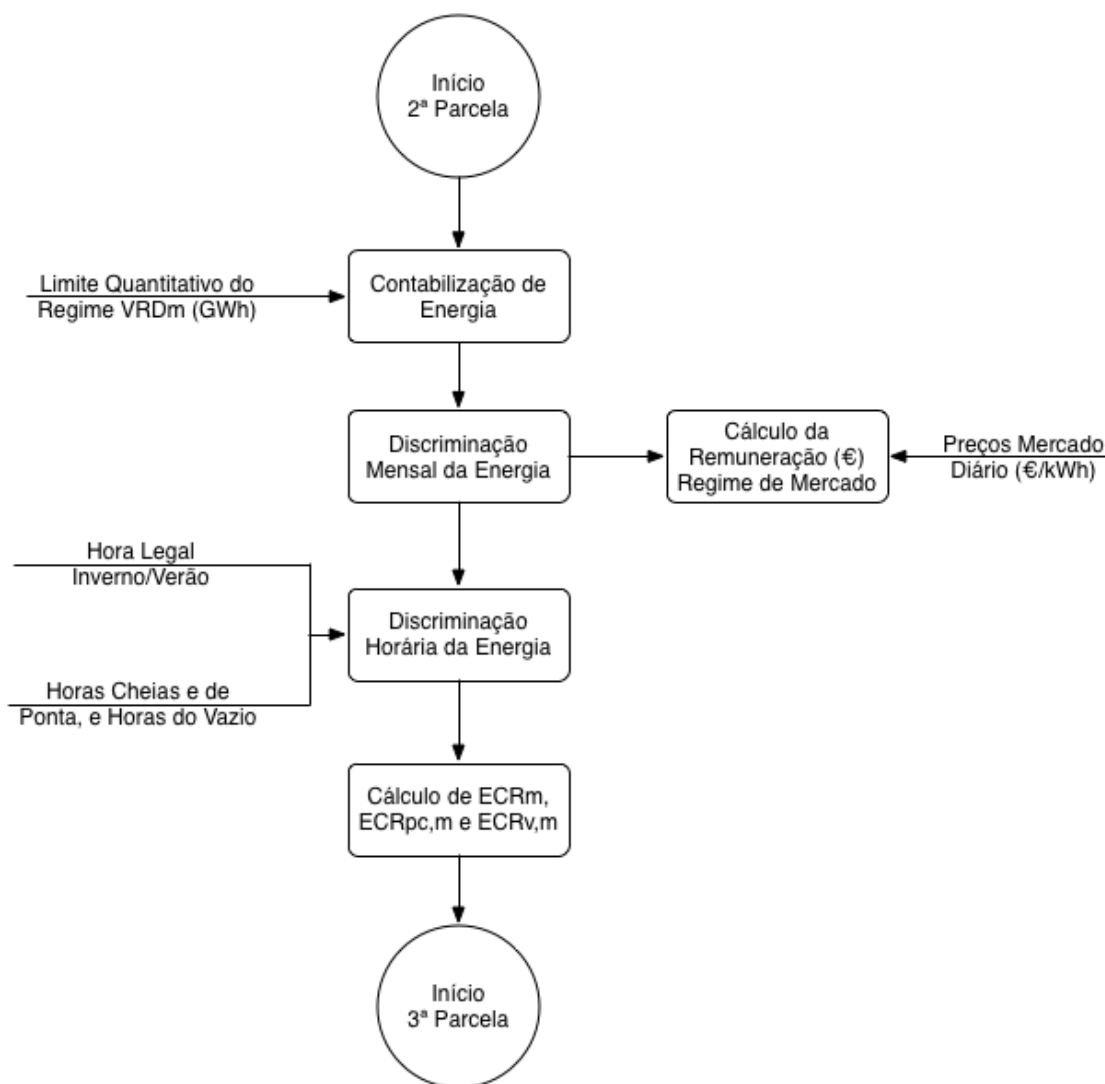 Início
2ª Parcela
Limite Quantitativo do
Regime VRDm (GWh)
Contabilização de
Energia
Discriminação
Mensal da Energia
Cálculo da
Remuneração (€)
Regime de Mercado
Preços Mercado
Diário (€/kWh)
Hora Legal
Inverno/Verão
Discriminação
Horária da Energia
Horas Cheias e de
Ponta, e Horas do Vazio
Cálculo de ECRm,
ECRpc,m e ECRv,m
Início
3ª Parcela